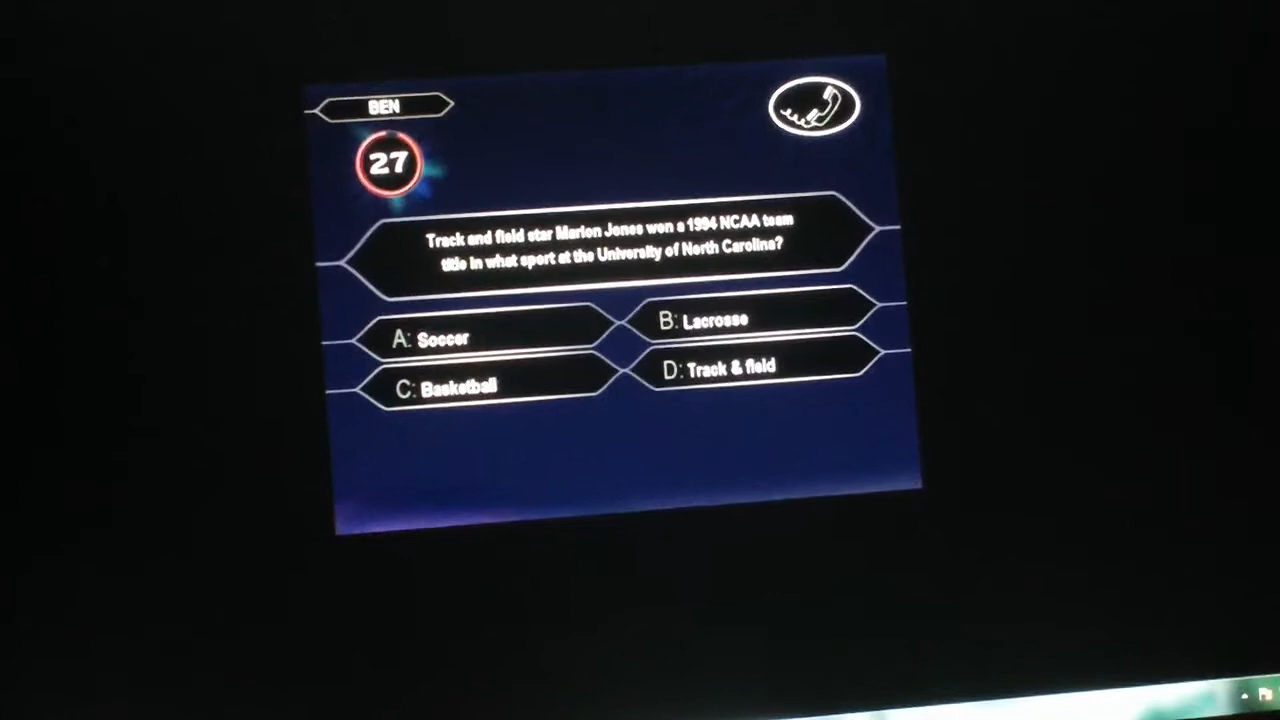 BEN
27
Track and field star Marion Jones won a 1994 NCAA team
title in what sport at the University of North Carolina?
A: Soccer
B: Lacrosse
C: Basketball
D: Track & field